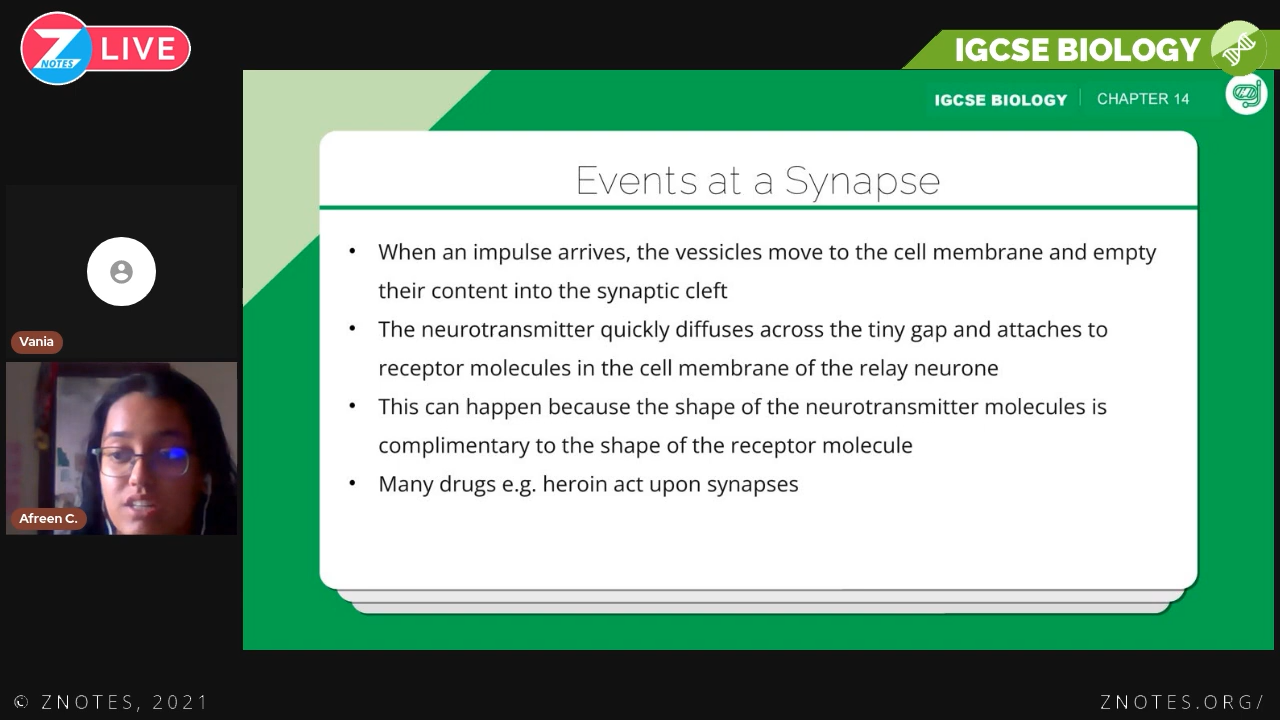 Z NOTES LIVE
IGCSE BIOLOGY
IGCSE BIOLOGY | CHAPTER 14
Events at a Synapse
• When an impulse arrives, the vessicles move to the cell membrane and empty
their content into the synaptic cleft
• The neurotransmitter quickly diffuses across the tiny gap and attaches to
receptor molecules in the cell membrane of the relay neurone
• This can happen because the shape of the neurotransmitter molecules is
complimentary to the shape of the receptor molecule
• Many drugs e.g. heroin act upon synapses
Vania
Afreen C.
© ZNOTES, 2021
ZNOTES.ORG/